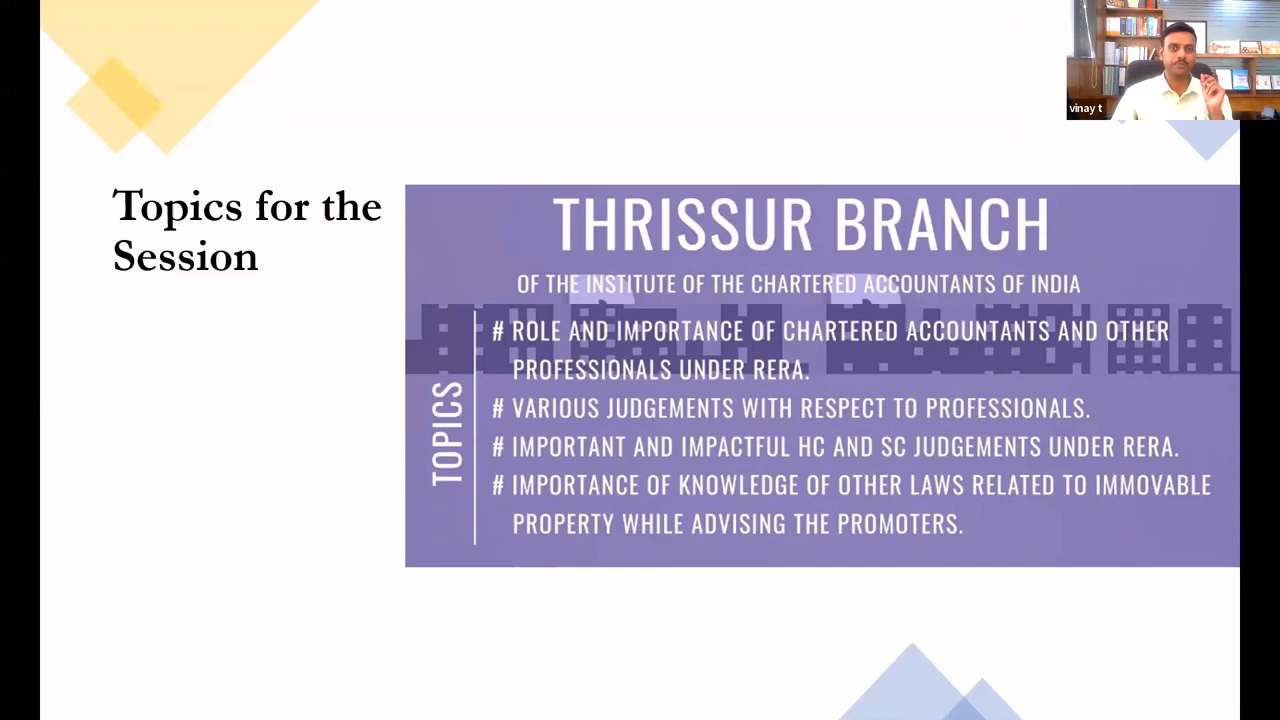 vinay t
Topics for the
Session
THRISSUR BRANCH
OF THE INSTITUTE OF THE CHARTERED ACCOUNTANTS OF INDIA
TOPICS
# ROLE AND IMPORTANCE OF CHARTERED ACCOUNTANTS AND OTHER
PROFESSIONALS UNDER RERA.
# VARIOUS JUDGEMENTS WITH RESPECT TO PROFESSIONALS.
# IMPORTANT AND IMPACTFUL HC AND SC JUDGEMENTS UNDER RERA.
# IMPORTANCE OF KNOWLEDGE OF OTHER LAWS RELATED TO IMMOVABLE
PROPERTY WHILE ADVISING THE PROMOTERS.